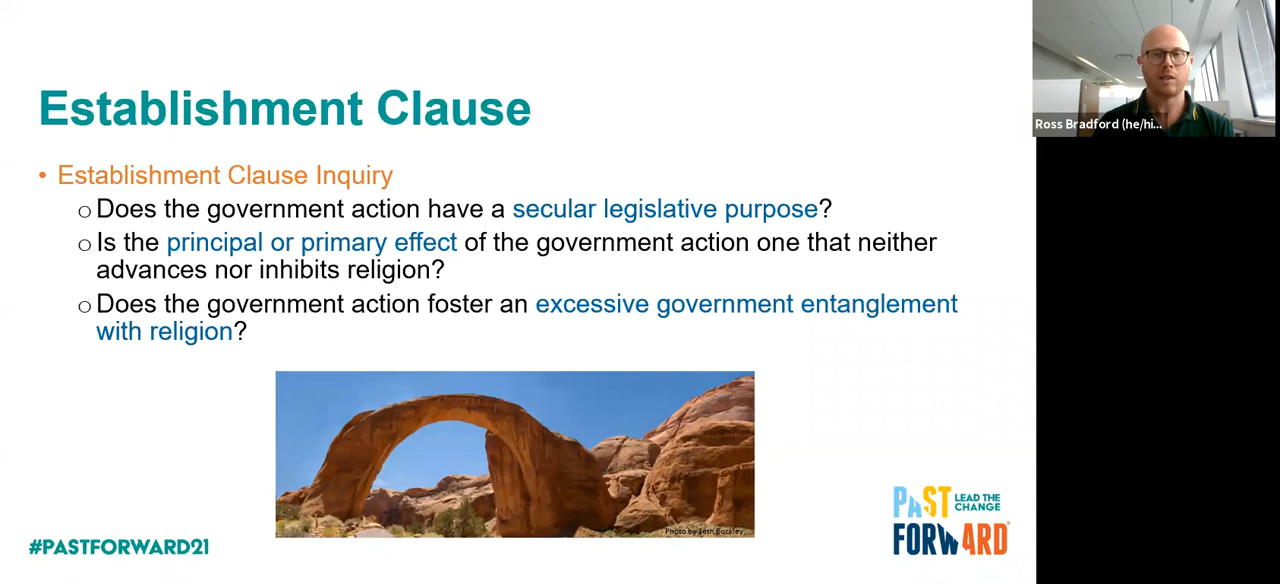 Establishment Clause
• Establishment Clause Inquiry
o Does the government action have a secular legislative purpose?
o Is the principal or primary effect of the government action one that neither
advances nor inhibits religion?
o Does the government action foster an excessive government entanglement
with religion?
Photo by Seth Buckley
#PASTFORWARD21
PAST LEAD THE
CHANGE
FORWARD®
Ross Bradford (he/hi...